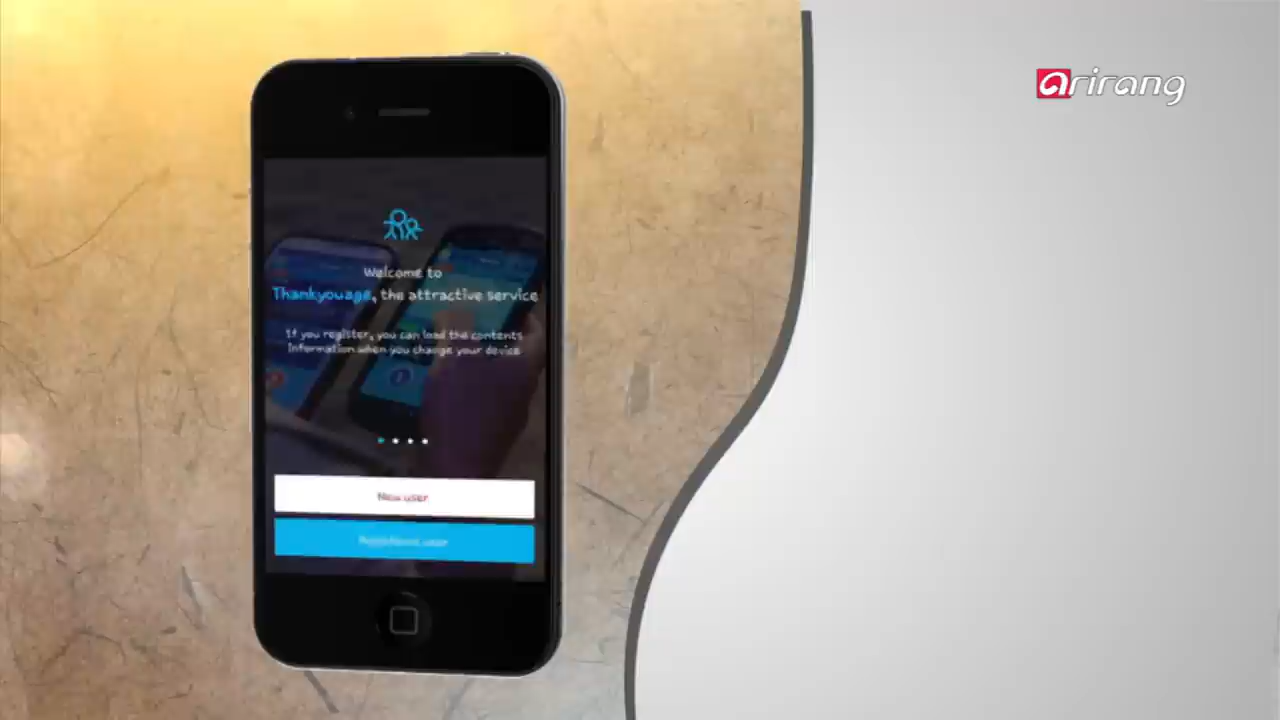 arirang
Welcome to
Thankyouage, the attractive service
If you register, you can load the contents
Information when you change your device
New user
user